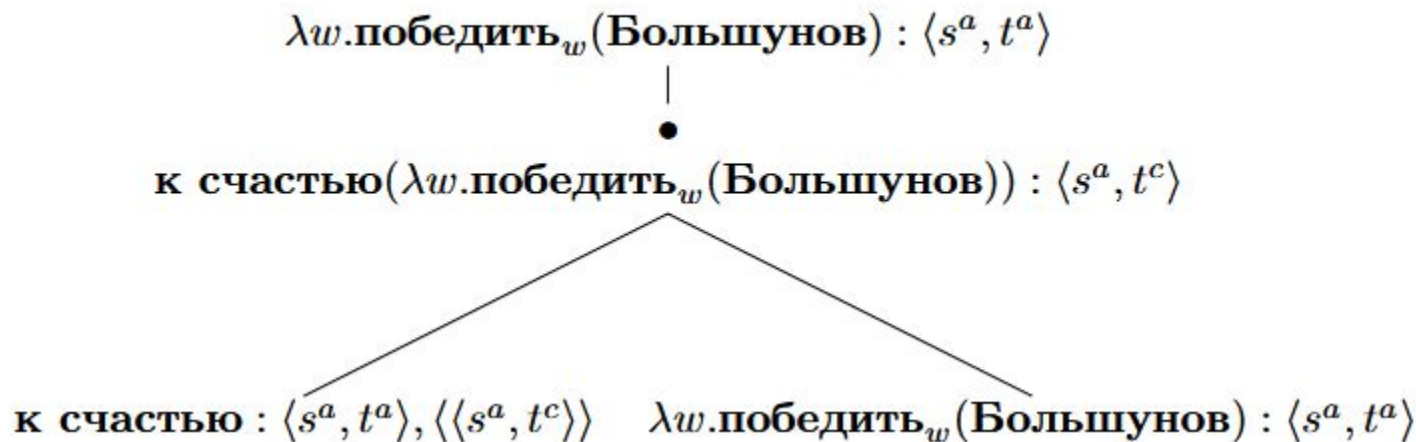 λw.победить_w(Большунов) : ⟨s^a, t^a⟩
•
к счастью(λw.победить_w(Большунов)) : ⟨s^a, t^c⟩
к счастью : ⟨s^a, t^a⟩, ⟨⟨s^a, t^c⟩⟩ λw.победить_w(Большунов) : ⟨s^a, t^a⟩